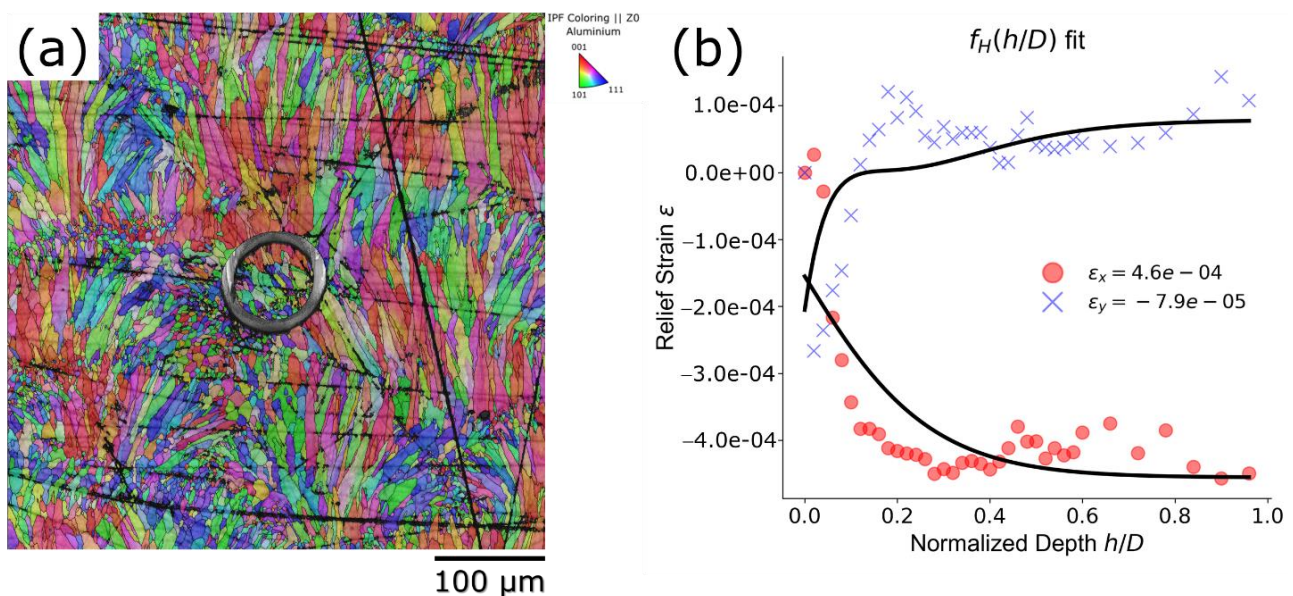 (a)
IPF Coloring || Z0
Aluminium
001
101
111
100 μm
(b)
f_H(h/D) fit
1.0e-04
0.0e+00
−1.0e-04
−2.0e-04
−3.0e-04
−4.0e-04
Relief Strain ε
ε_x = 4.6e − 04
ε_y = − 7.9e − 05
0.0 0.2 0.4 0.6 0.8 1.0
Normalized Depth h/D